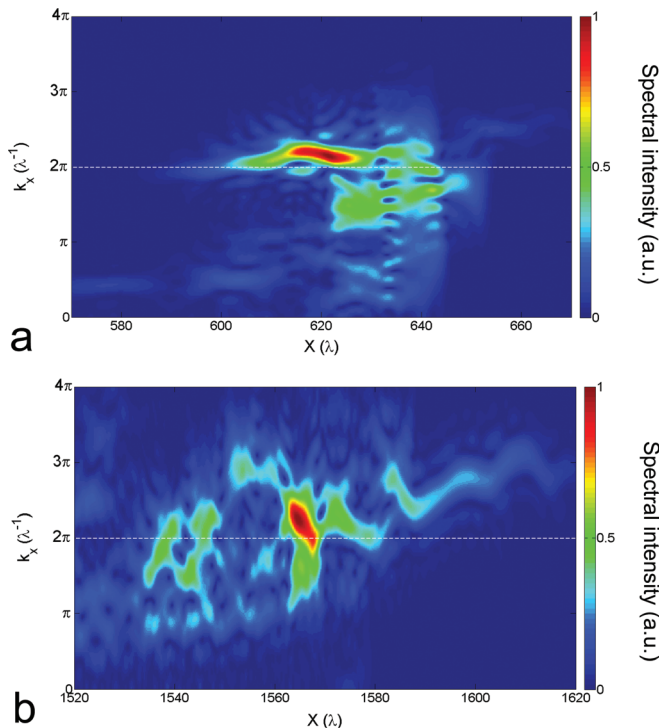 4π
3π
2π
π
0
k_x (λ⁻¹)
580 600 620 640 660
X (λ)
1
0.5
0
Spectral intensity (a.u.)
a
4π
3π
2π
π
0
k_x (λ⁻¹)
1520 1540 1560 1580 1600 1620
X (λ)
1
0.5
0
Spectral intensity (a.u.)
b